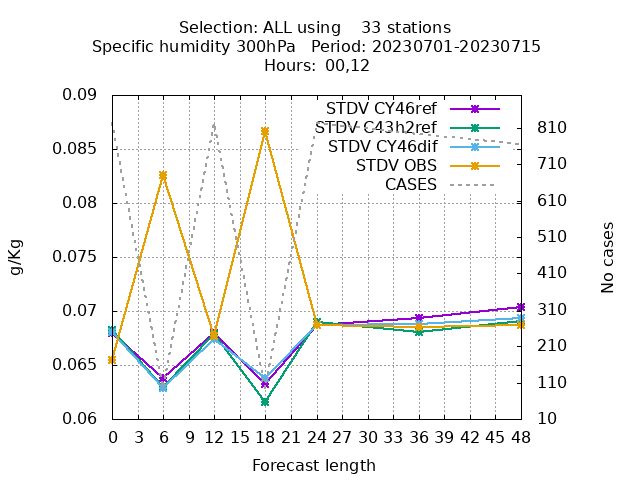 Selection: ALL using    33 stations
Specific humidity 300hPa   Period: 20230701-20230715
Hours: 00,12
STDV CY46ref
STDV C43h2ref
STDV CY46dif
STDV OBS
CASES
g/Kg
0.09
0.085
0.08
0.075
0.07
0.065
0.06
810
710
610
510
410
310
210
110
10
No cases
0 3 6 9 12 15 18 21 24 27 30 33 36 39 42 45 48
Forecast length